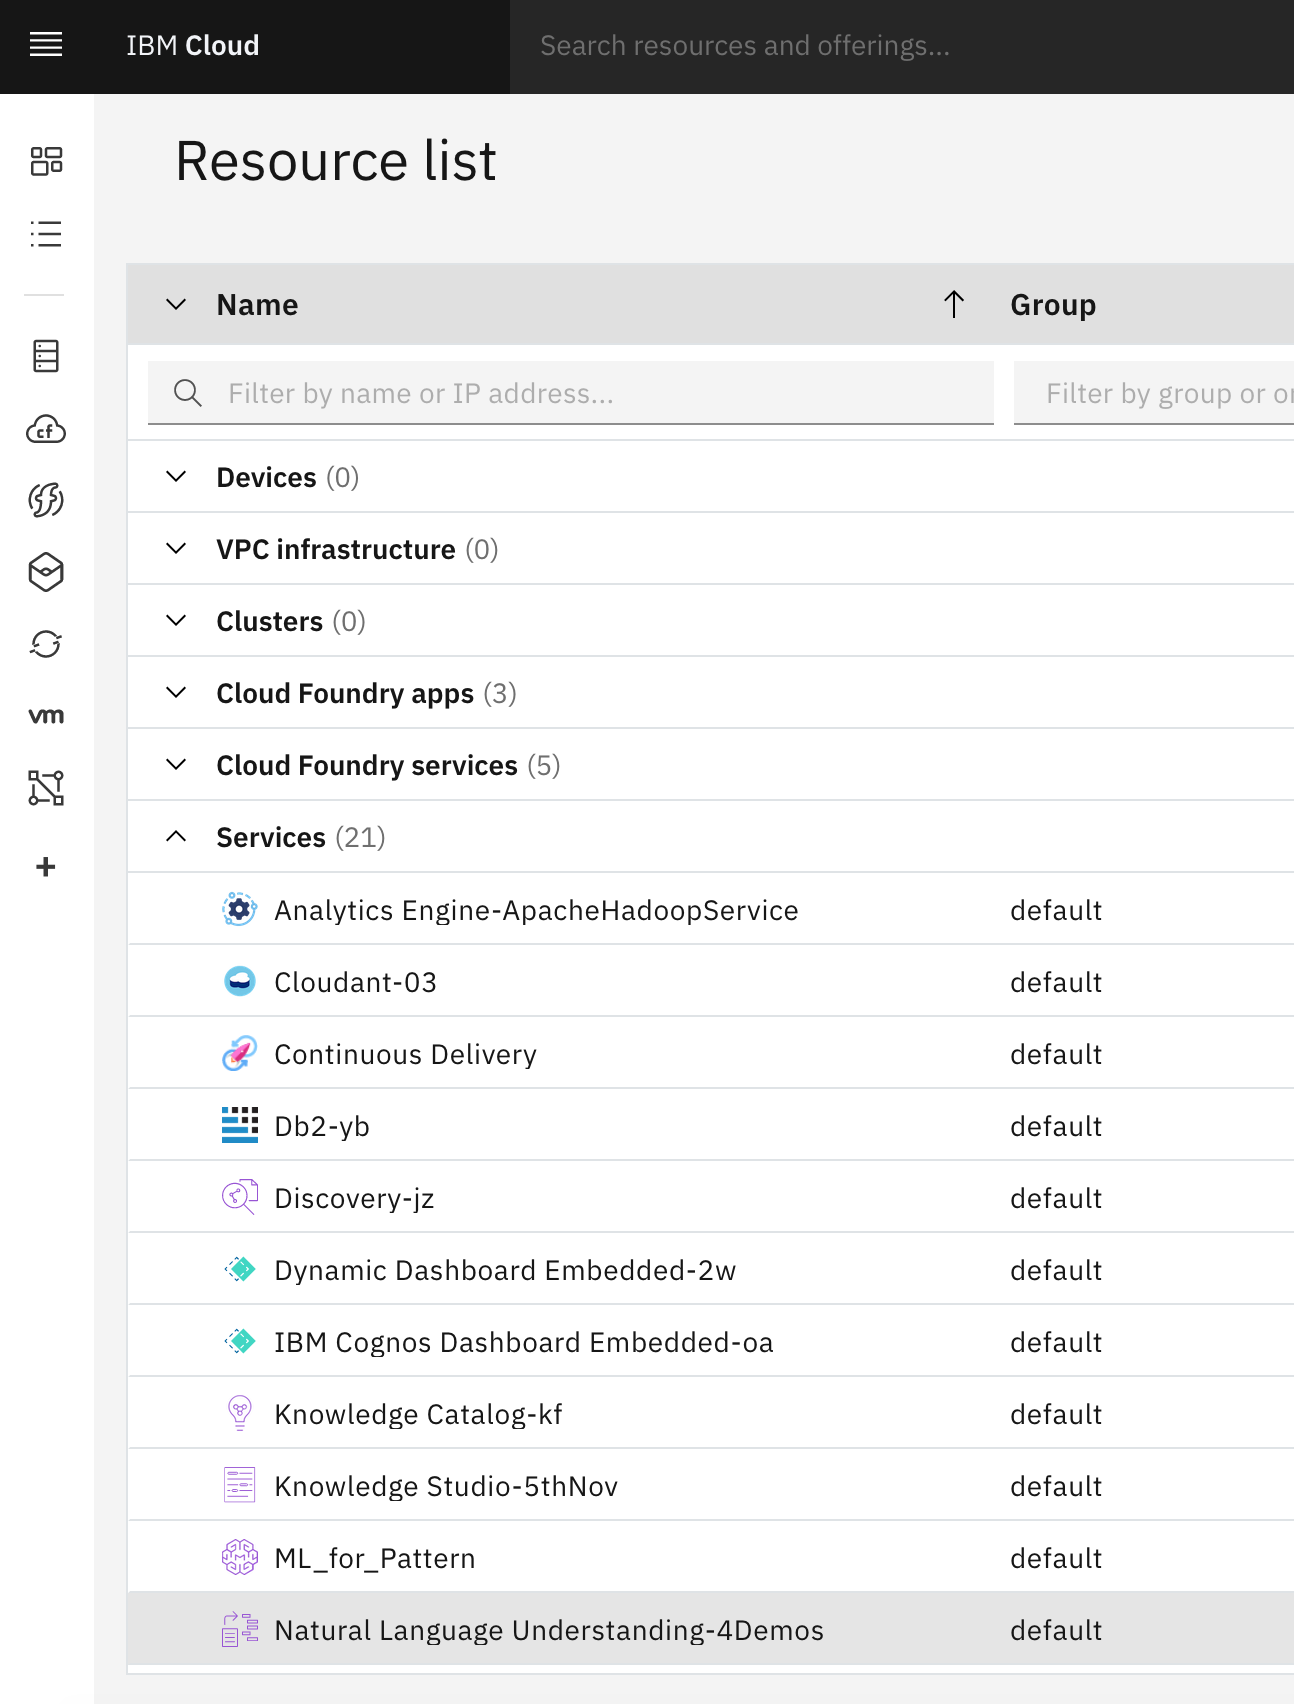 IBM Cloud
Search resources and offerings...
Resource list
Name
Group
Filter by name or IP address...
Filter by group or or
Devices (0)
VPC infrastructure (0)
Clusters (0)
Cloud Foundry apps (3)
Cloud Foundry services (5)
Services (21)
Analytics Engine-ApacheHadoopService default
Cloudant-03 default
Continuous Delivery default
Db2-yb default
Discovery-jz default
Dynamic Dashboard Embedded-2w default
IBM Cognos Dashboard Embedded-oa default
Knowledge Catalog-kf default
Knowledge Studio-5thNov default
ML_for_Pattern default
Natural Language Understanding-4Demos default
cf
vm